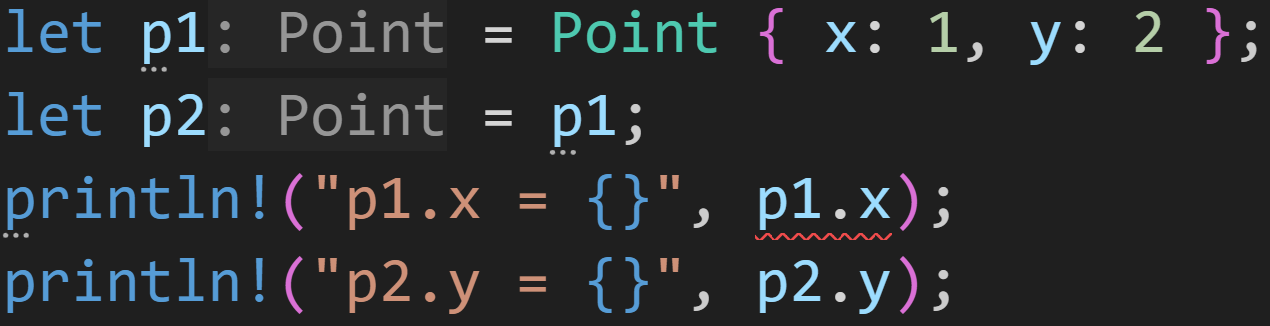 let p1: Point = Point { x: 1, y: 2 };
let p2: Point = p1;
println!("p1.x = {}", p1.x);
println!("p2.y = {}", p2.y);